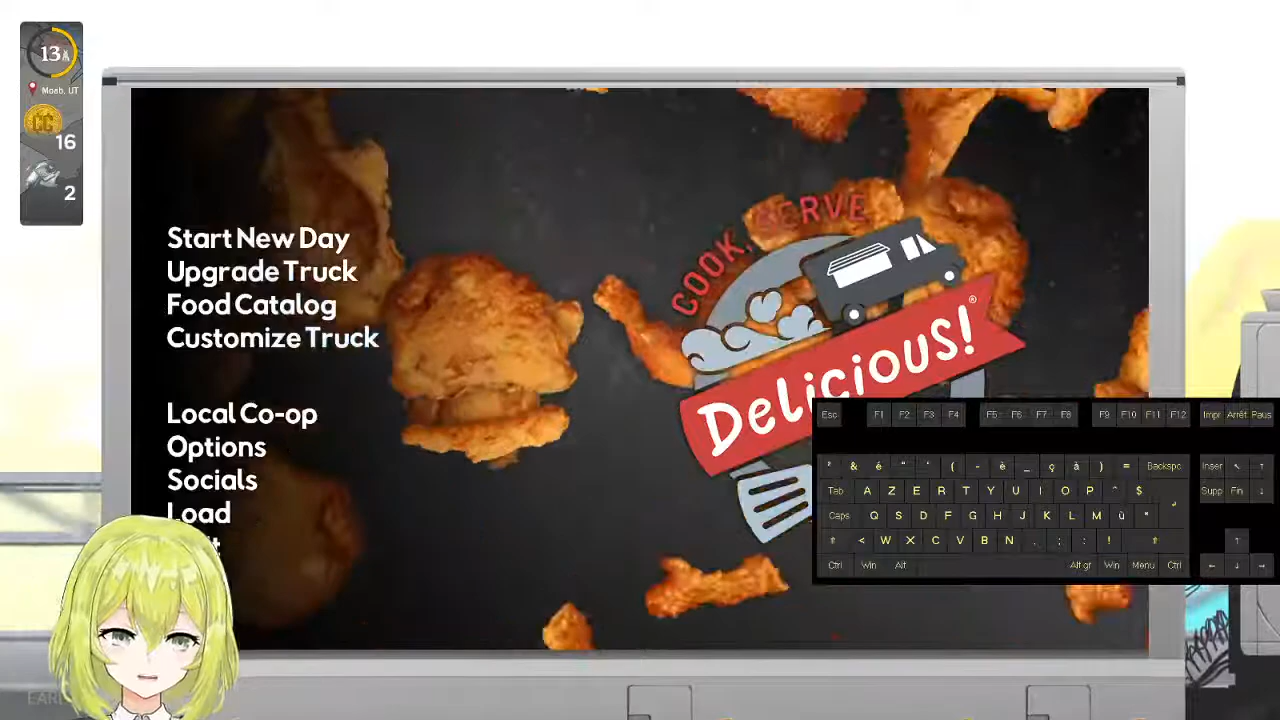 13
Moab, UT
CC
16
2
Start New Day
Upgrade Truck
Food Catalog
Customize Truck
Local Co-op
Options
Socials
Load
COOK, SERVE
Delicious!®
Esc F1 F2 F3 F4 F5 F6 F7 F8 F9 F10 F11 F12 Impr Arrêt Paus
² & é " ' ( - è _ ç à ) = Backspc Inser ↖ ↑
Tab A Z E R T Y U I O P ^ $ Supp Fin ↓
Caps Q S D F G H J K L M ù *
⇧ < W X C V B N , ; : ! ⇧ ↑
Ctrl Win Alt Alt gr Win Menu Ctrl ← ↓ →